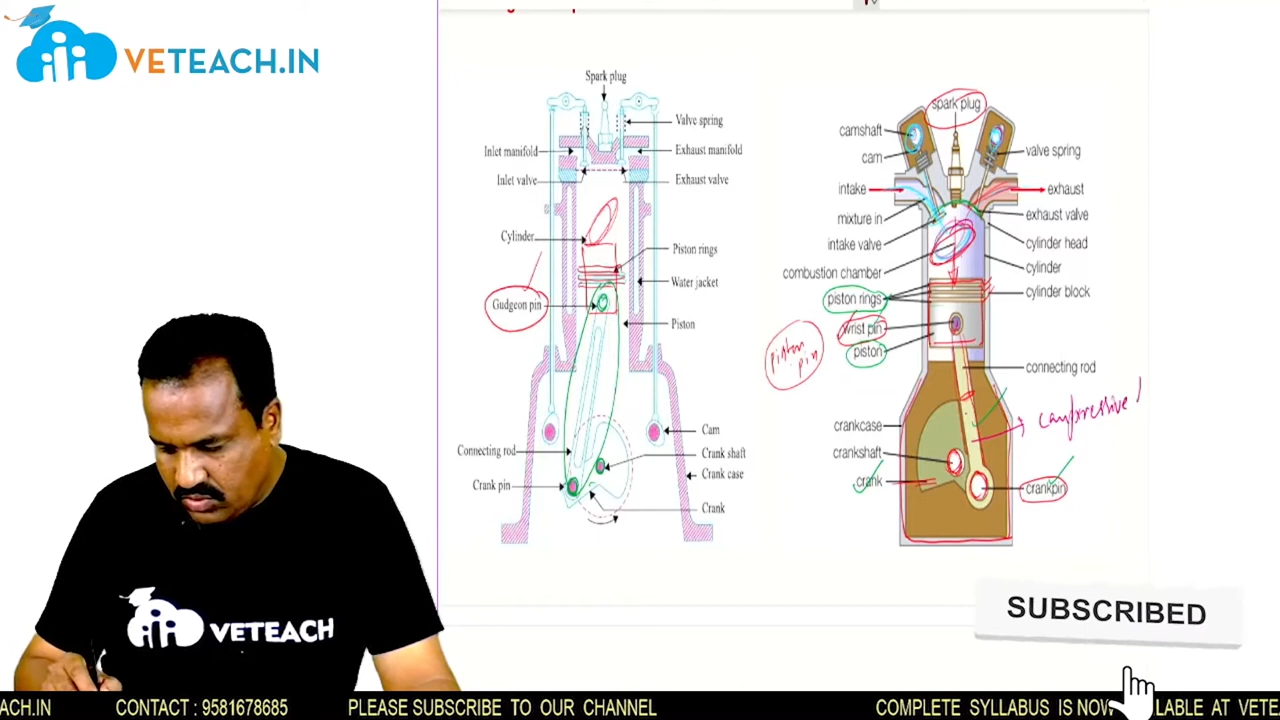 VETEACH.IN
Spark plug
Valve spring
Inlet manifold
Exhaust manifold
Inlet valve
Exhaust valve
Cylinder
Piston rings
Water jacket
Gudgeon pin
Piston
Cam
Connecting rod
Crank shaft
Crank case
Crank pin
Crank
spark plug
camshaft
cam
valve spring
intake
exhaust
mixture in
exhaust valve
intake valve
cylinder head
combustion chamber
cylinder
piston rings
cylinder block
wrist pin
piston
piston
pin
connecting rod
crankcase
crankshaft
crank
crankpin
VETEACH
SUBSCRIBED
EACH.IN CONTACT : 9581678685 PLEASE SUBSCRIBE TO OUR CHANNEL COMPLETE SYLLABUS IS NOW LABLE AT VETE